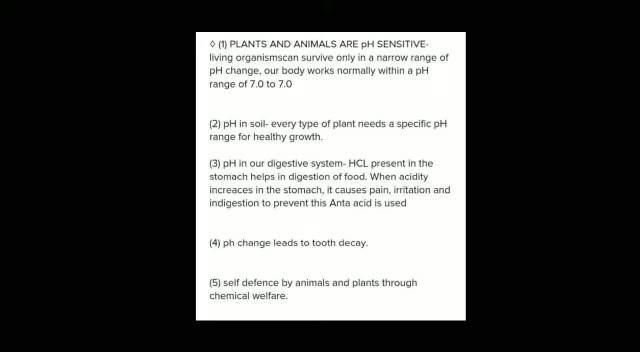 ◊ (1) PLANTS AND ANIMALS ARE pH SENSITIVE-
living organismscan survive only in a narrow range of
pH change, our body works normally within a pH
range of 7.0 to 7.0
(2) pH in soil- every type of plant needs a specific pH
range for healthy growth.
(3) pH in our digestive system- HCL present in the
stomach helps in digestion of food. When acidity
increaces in the stomach, it causes pain, irritation and
indigestion to prevent this Anta acid is used
(4) ph change leads to tooth decay.
(5) self defence by animals and plants through
chemical welfare.